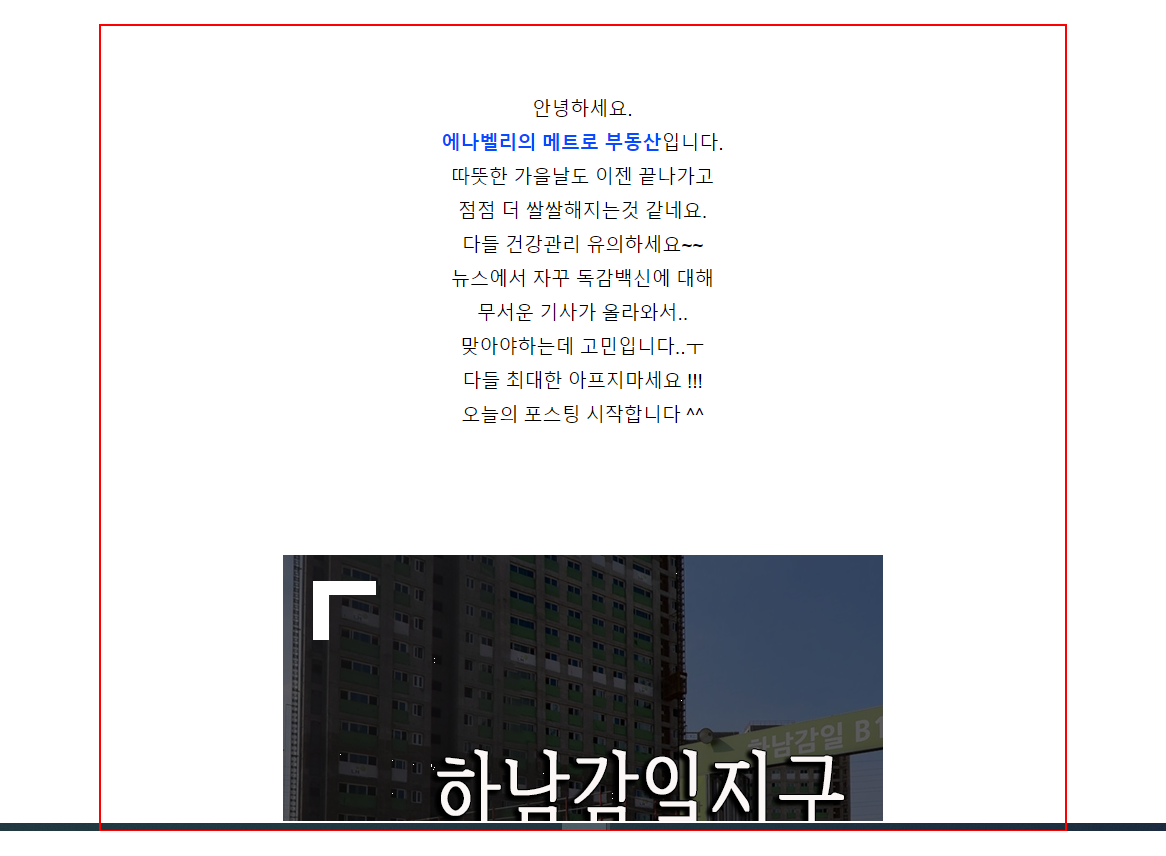 안녕하세요.
에나벨리의 메트로 부동산입니다.
따뜻한 가을날도 이젠 끝나가고
점점 더 쌀쌀해지는것 같네요.
다들 건강관리 유의하세요~~
뉴스에서 자꾸 독감백신에 대해
무서운 기사가 올라와서..
맞아야하는데 고민입니다..ㅜ
다들 최대한 아프지마세요 !!!
오늘의 포스팅 시작합니다 ^^
하남감일 B1
하남감일지구